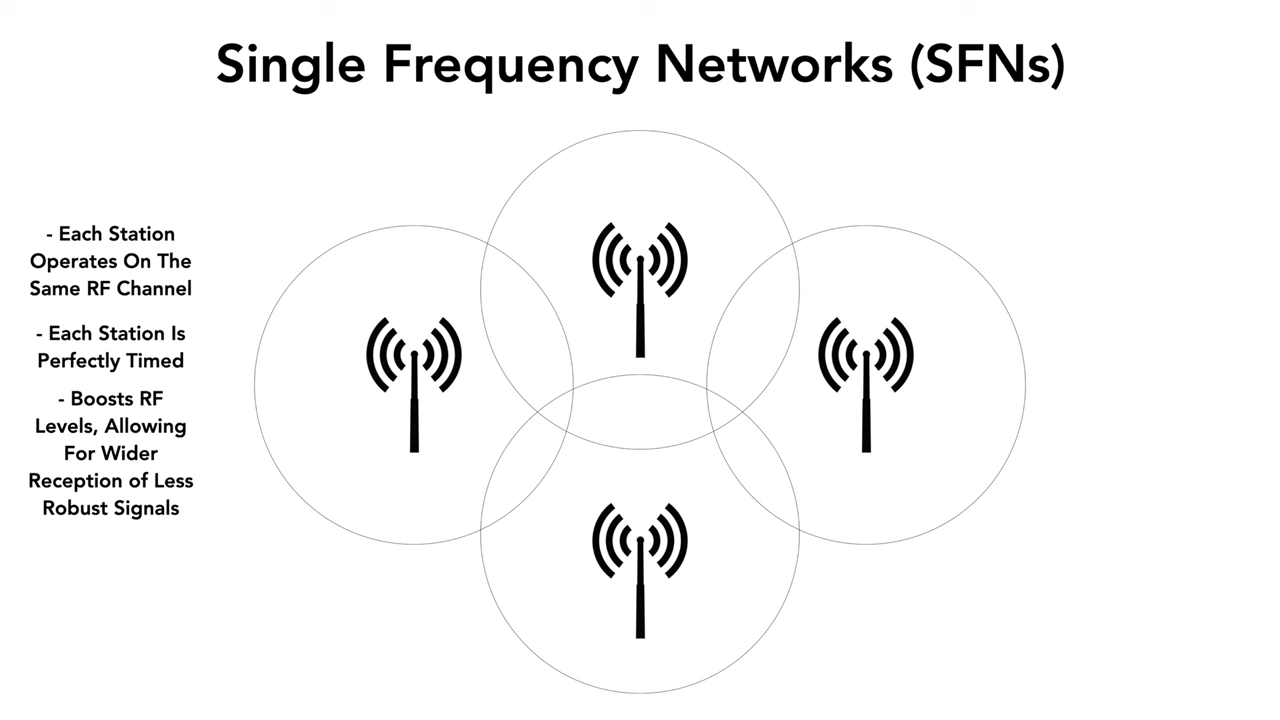 Single Frequency Networks (SFNs)
- Each Station
Operates On The
Same RF Channel
- Each Station Is
Perfectly Timed
- Boosts RF
Levels, Allowing
For Wider
Reception of Less
Robust Signals